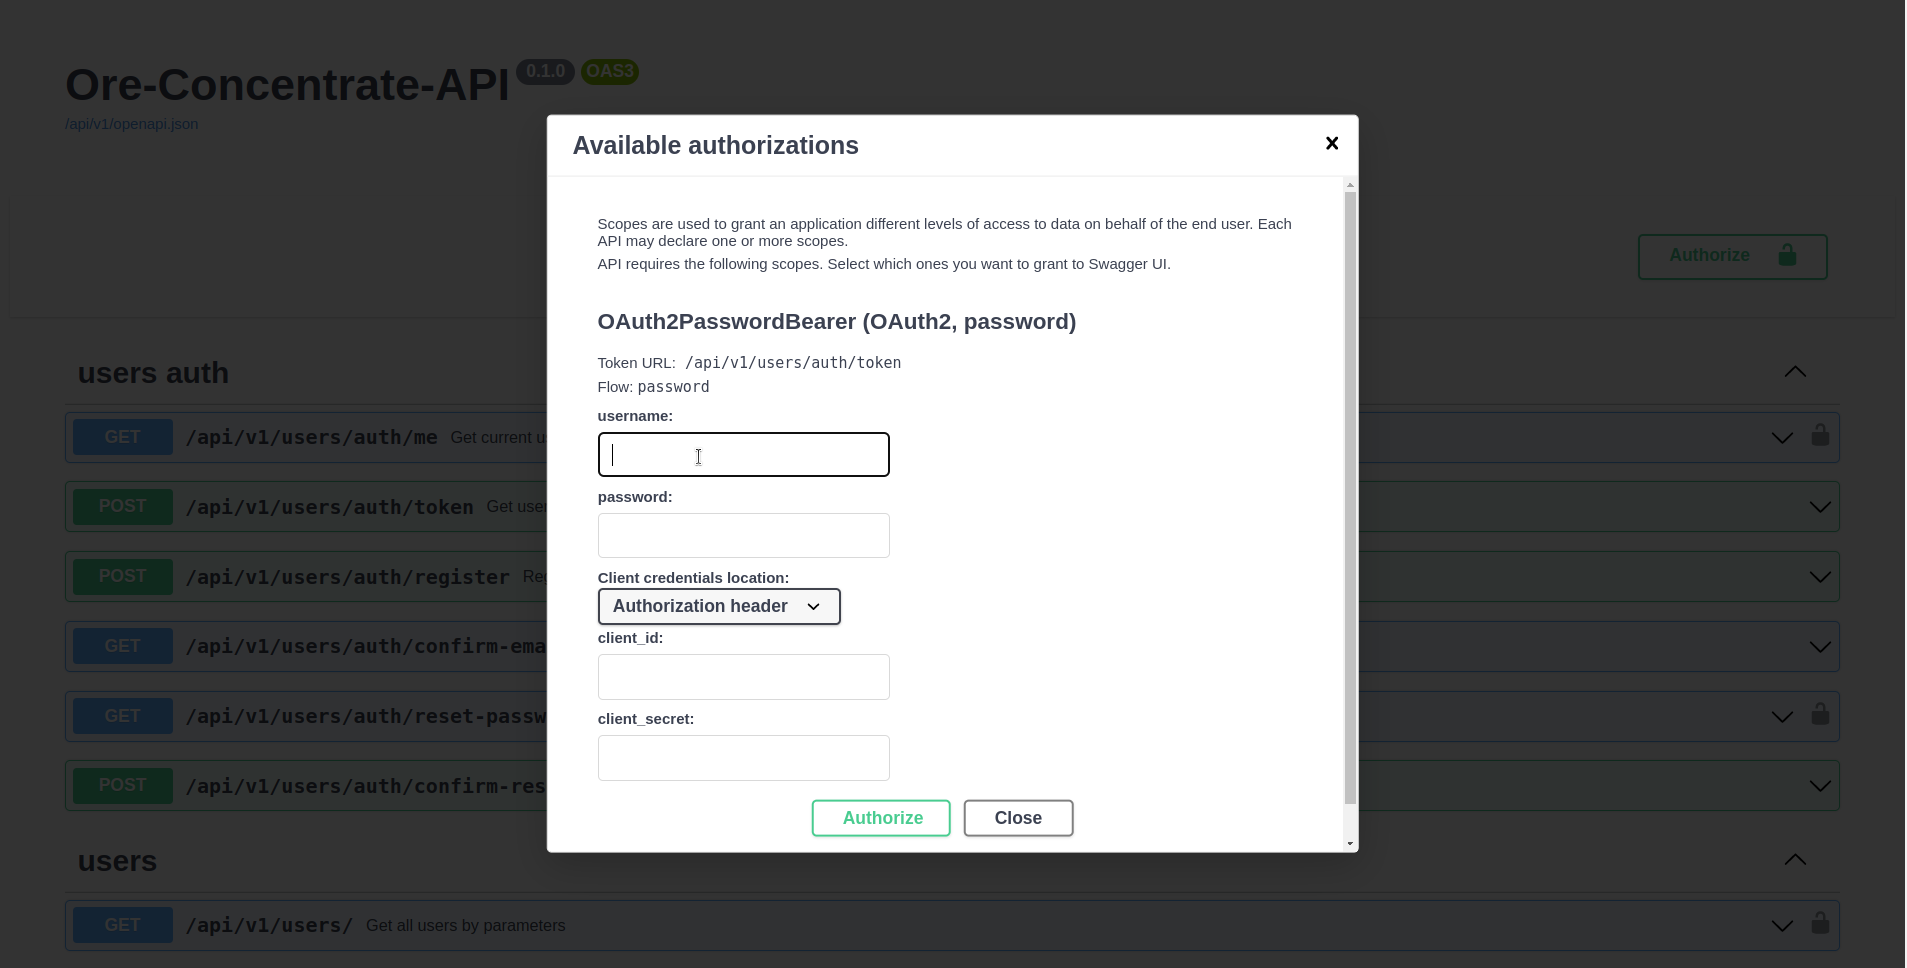 Ore-Concentrate-API 0.1.0 OAS3
/api/v1/openapi.json
Authorize
Available authorizations
Scopes are used to grant an application different levels of access to data on behalf of the end user. Each
API may declare one or more scopes.
API requires the following scopes. Select which ones you want to grant to Swagger UI.
OAuth2PasswordBearer (OAuth2, password)
Token URL: /api/v1/users/auth/token
Flow: password
username:
password:
Client credentials location:
Authorization header
client_id:
client_secret:
Authorize Close
users auth
GET /api/v1/users/auth/me Get current u
POST /api/v1/users/auth/token Get user
POST /api/v1/users/auth/register Reg
GET /api/v1/users/auth/confirm-ema
GET /api/v1/users/auth/reset-passw
POST /api/v1/users/auth/confirm-res
users
GET /api/v1/users/ Get all users by parameters